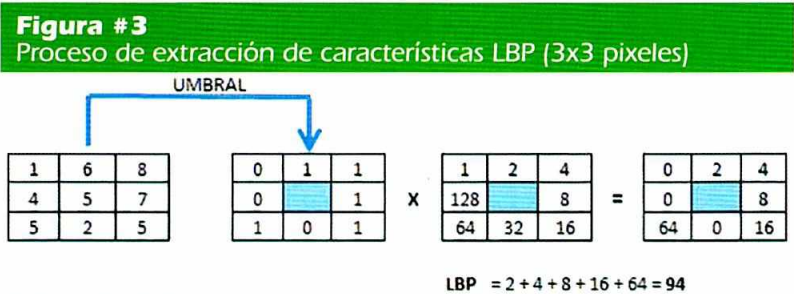 Figura #3
Proceso de extracción de características LBP (3x3 pixeles)
UMBRAL
1 6 8 0 1 1 1 2 4 0 2 4
4 5 7 0 1 x 128 8 = 0 8
5 2 5 1 0 1 64 32 16 64 0 16
LBP = 2 + 4 + 8 + 16 + 64 = 94